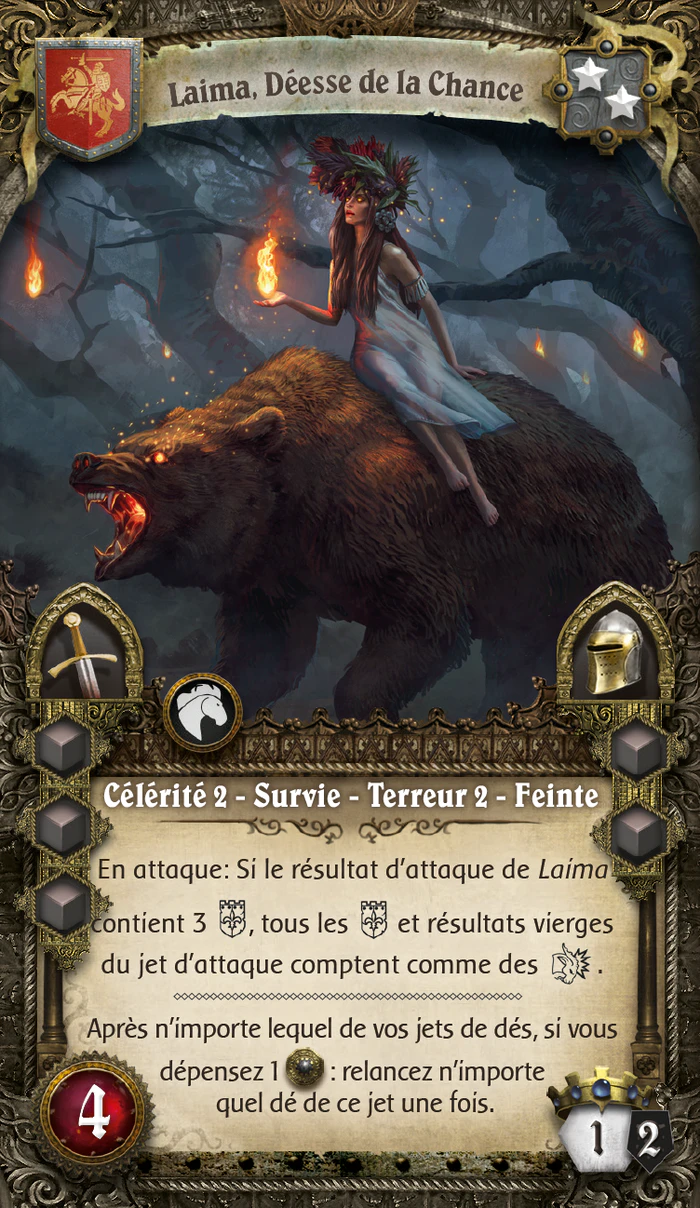 Laima, Déesse de la Chance
Célérité 2 - Survie - Terreur 2 - Feinte
En attaque: Si le résultat d’attaque de Laima
contient 3 , tous les et résultats vierges
du jet d’attaque comptent comme des .
Après n’importe lequel de vos jets de dés, si vous
dépensez 1 : relancez n’importe
quel dé de ce jet une fois.
4
1 2